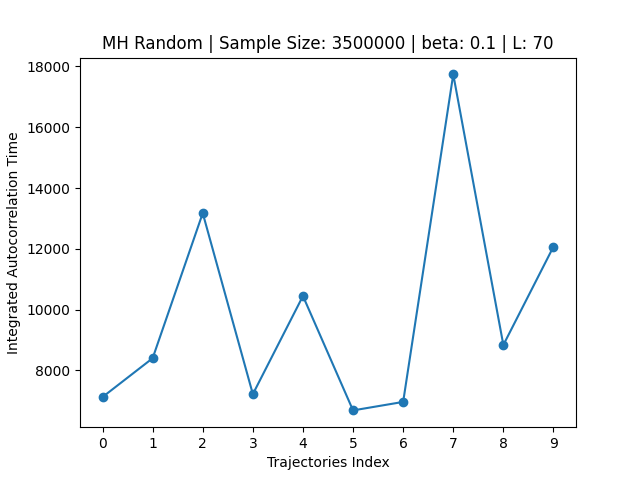 MH Random | Sample Size: 3500000 | beta: 0.1 | L: 70
Integrated Autocorrelation Time
18000
16000
14000
12000
10000
8000
0 1 2 3 4 5 6 7 8 9
Trajectories Index